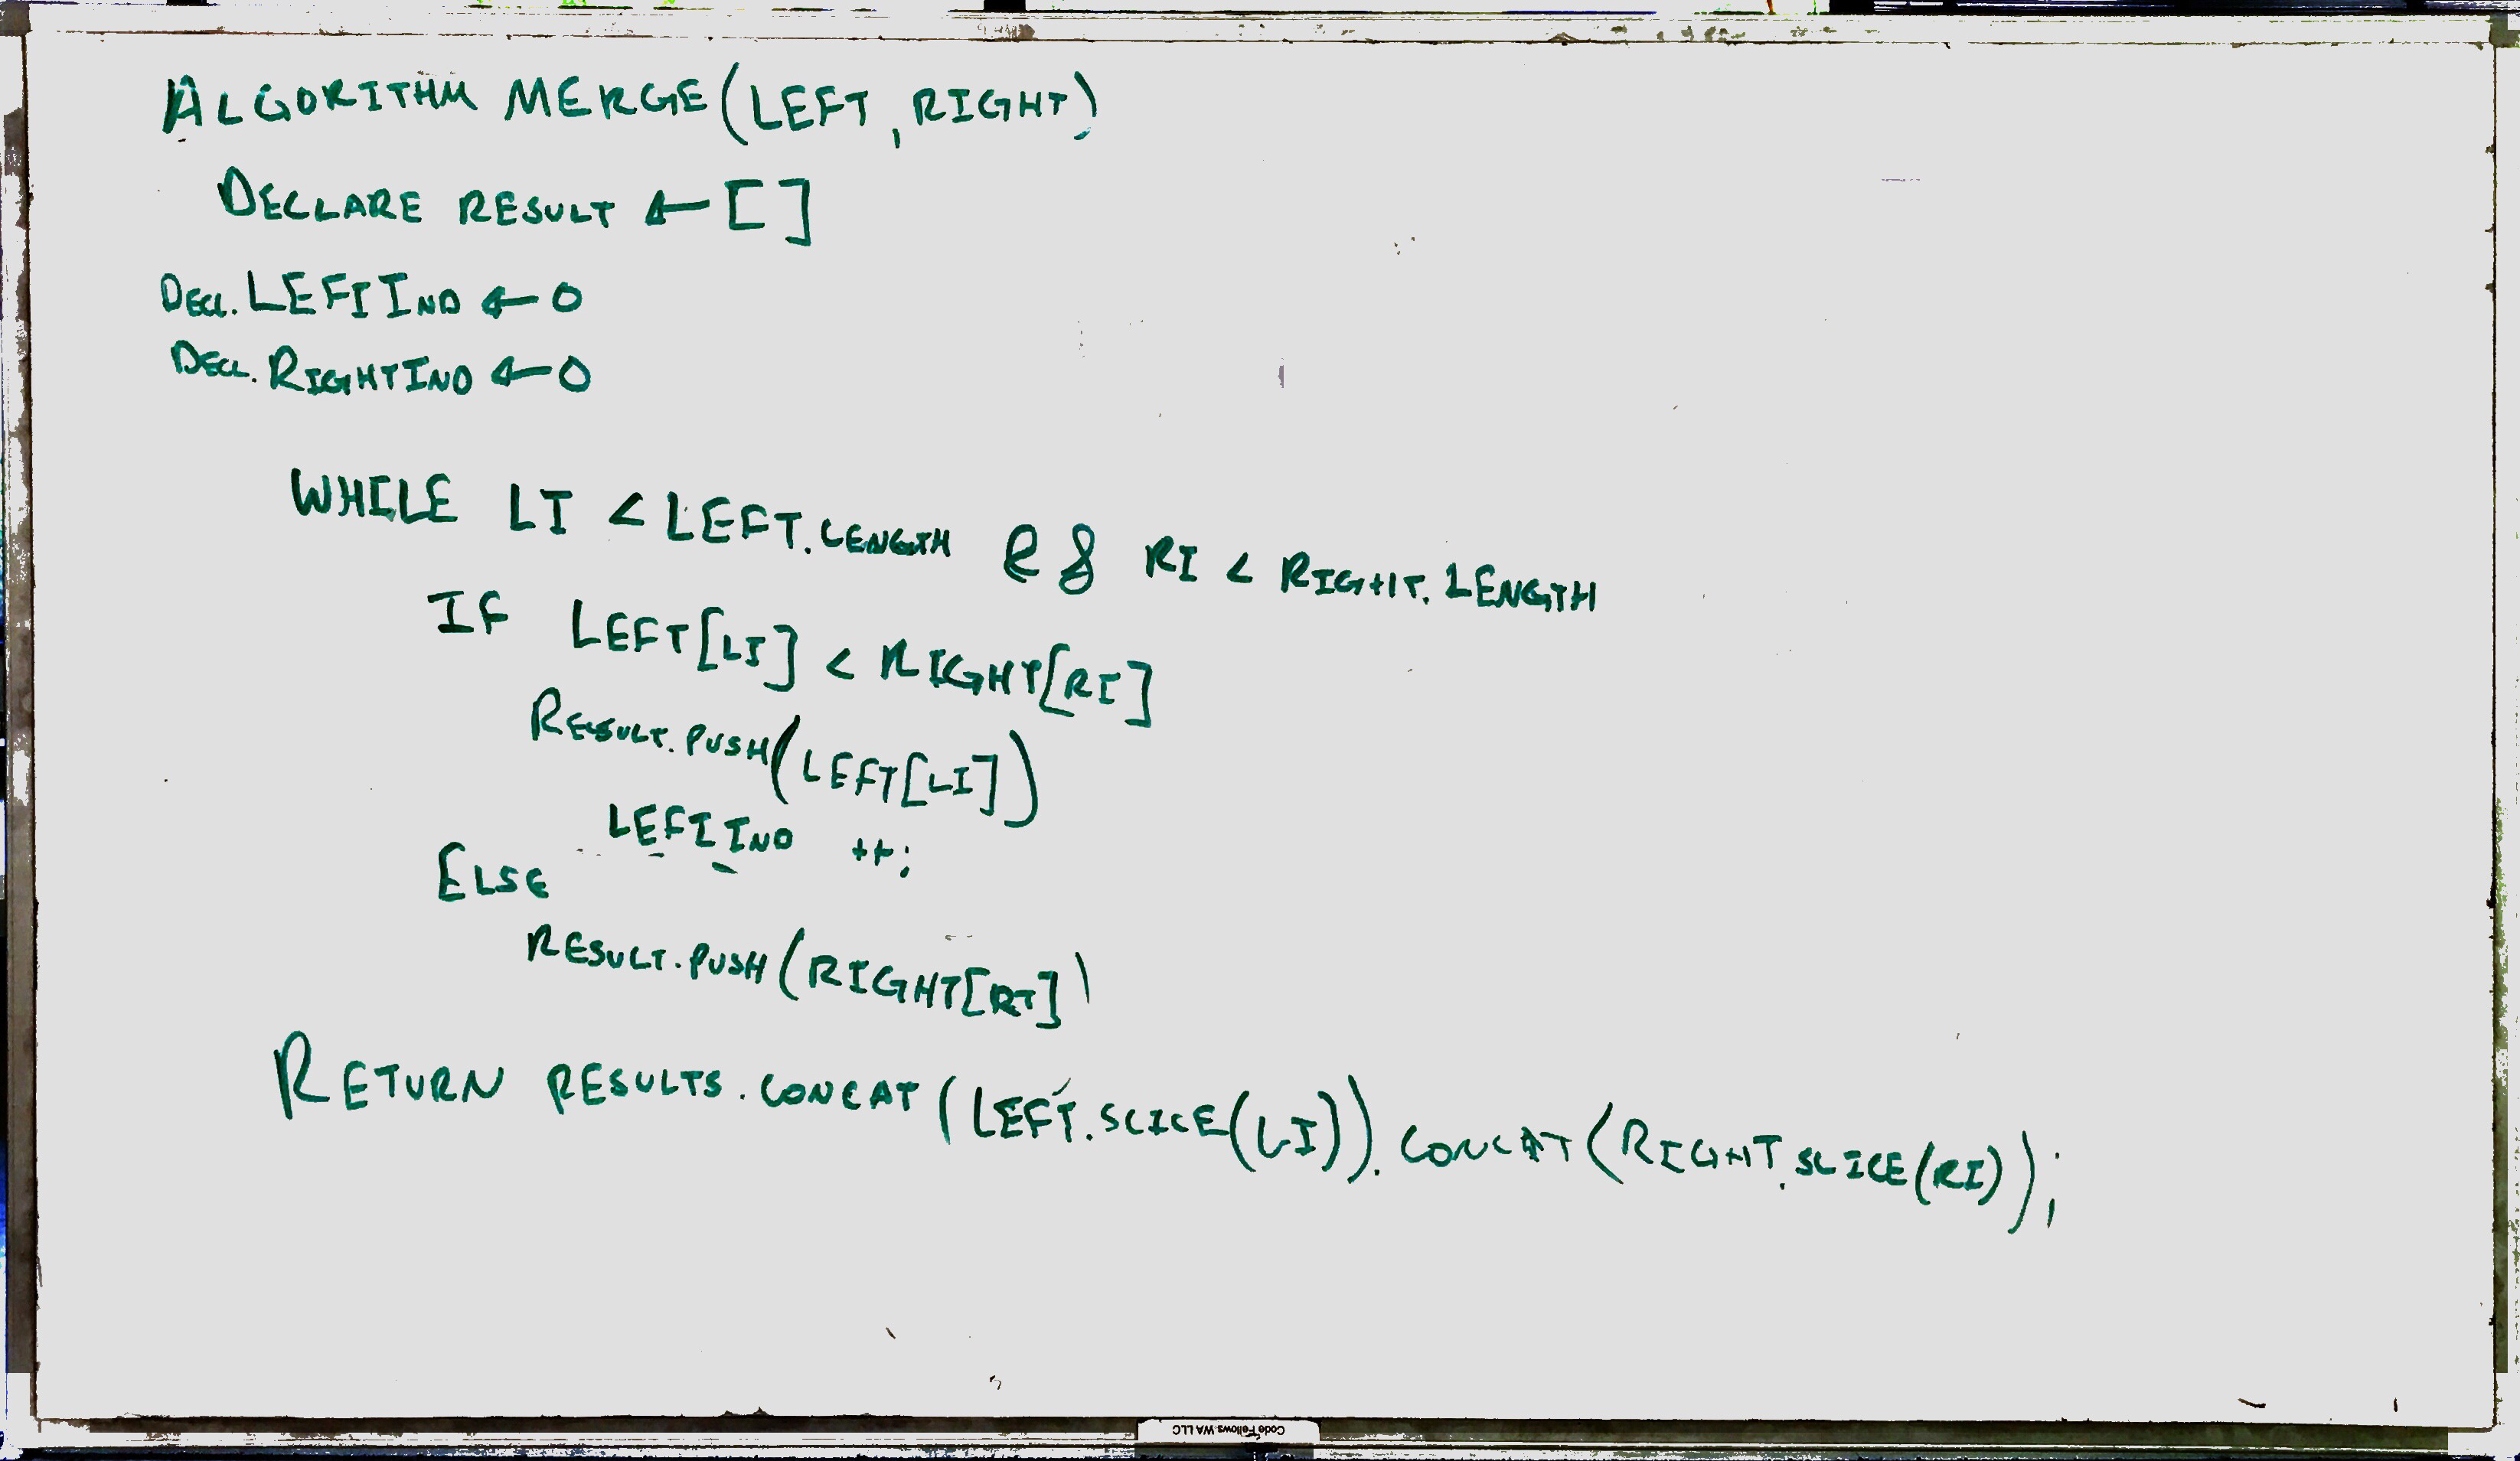 ALGORITHM MERGE(LEFT, RIGHT)
DECLARE RESULT ← []
DECL. LEFTIND ← 0
DECL. RIGHTIND ← 0
WHILE LI < LEFT.LENGTH && RI < RIGHT.LENGTH
IF LEFT[LI] < RIGHT[RI]
RESULT.PUSH(LEFT[LI])
LEFTIND ++;
ELSE
RESULT.PUSH(RIGHT[RI])
RETURN RESULTS.CONCAT(LEFT.SLICE(LI)).CONCAT(RIGHT.SLICE(RI));
Code Fellows WA LLC